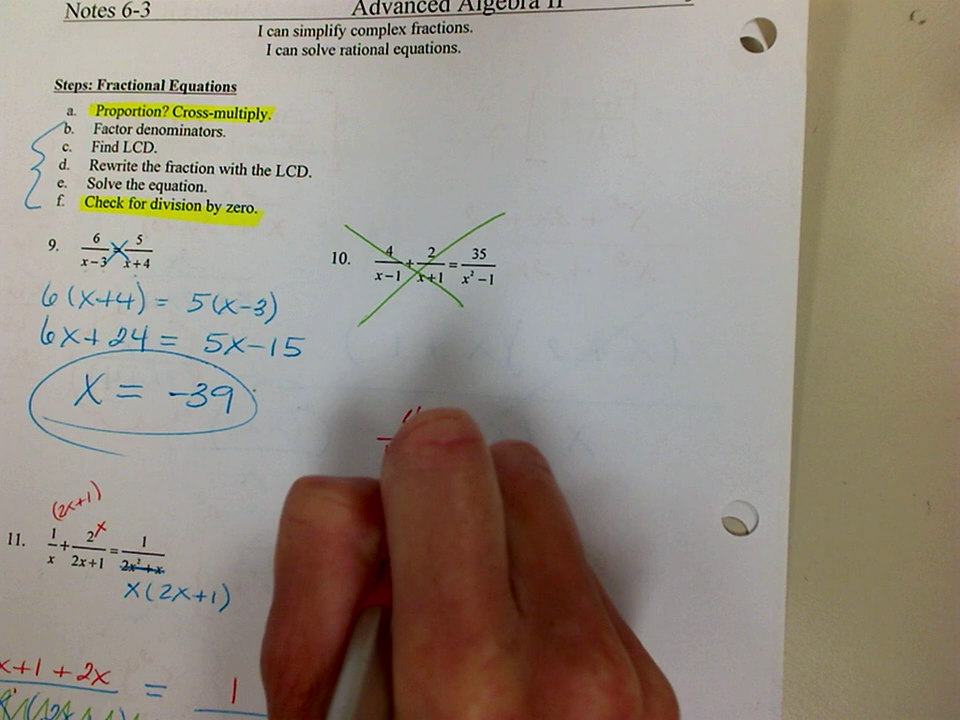 Notes 6-3
Advanced Algebra II
I can simplify complex fractions.
I can solve rational equations.
Steps: Fractional Equations
a. Proportion? Cross-multiply.
b. Factor denominators.
c. Find LCD.
d. Rewrite the fraction with the LCD.
e. Solve the equation.
f. Check for division by zero.
9. 6/(x-3) = 5/(x+4)
6(x+4) = 5(x-3)
6x+24 = 5x-15
x = -39
10. 4/(x-1) + 2/(x+1) = 35/(x²-1)
(2x+1)
11. 1/x + 2/(2x+1) = 1/(2x²+x)
x
x(2x+1)
x+1 + 2x = 1